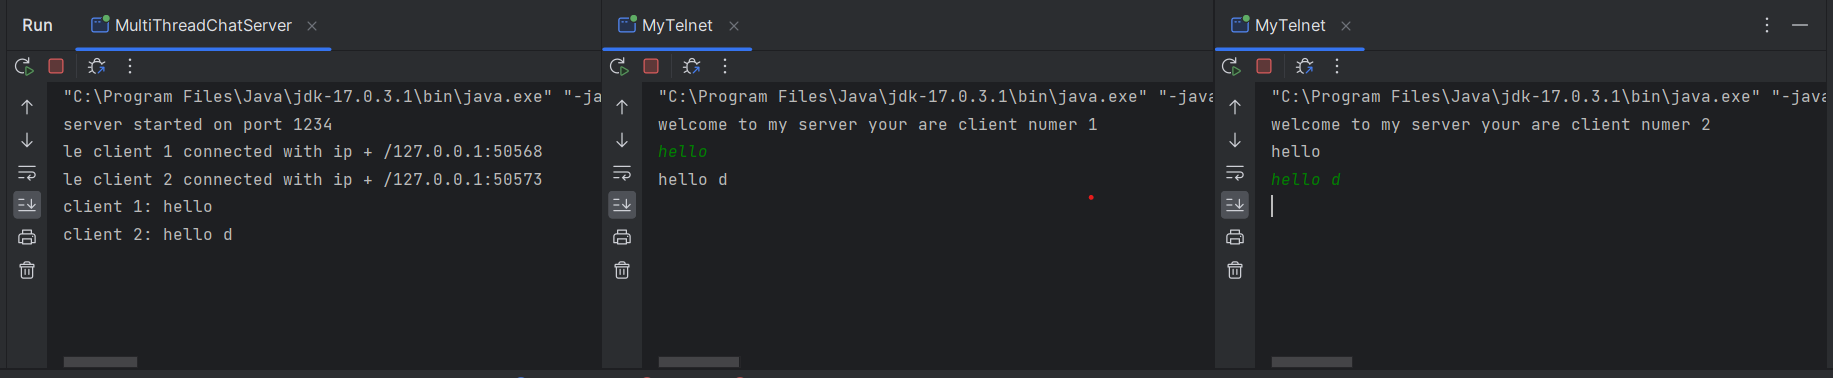 Run
MultiThreadChatServer
"C:\Program Files\Java\jdk-17.0.3.1\bin\java.exe" "-ja
server started on port 1234
le client 1 connected with ip + /127.0.0.1:50568
le client 2 connected with ip + /127.0.0.1:50573
client 1: hello
client 2: hello d
MyTelnet
"C:\Program Files\Java\jdk-17.0.3.1\bin\java.exe" "-java
welcome to my server your are client numer 1
hello
hello d
MyTelnet
"C:\Program Files\Java\jdk-17.0.3.1\bin\java.exe" "-java
welcome to my server your are client numer 2
hello
hello d